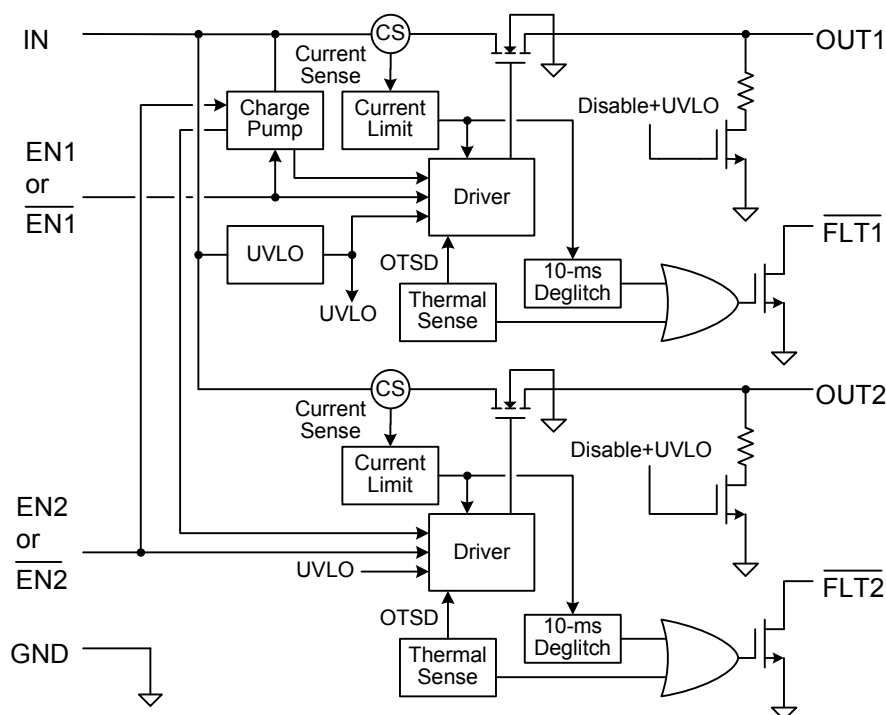 IN
CS
OUT1
Current
Sense
Charge
Pump
Current
Limit
Disable+UVLO
EN1
or
EN1
Driver
FLT1
UVLO
OTSD
10-ms
Deglitch
UVLO
Thermal
Sense
CS
OUT2
Current
Sense
Current
Limit
Disable+UVLO
EN2
or
EN2
Driver
UVLO
FLT2
OTSD
10-ms
Deglitch
GND
Thermal
Sense